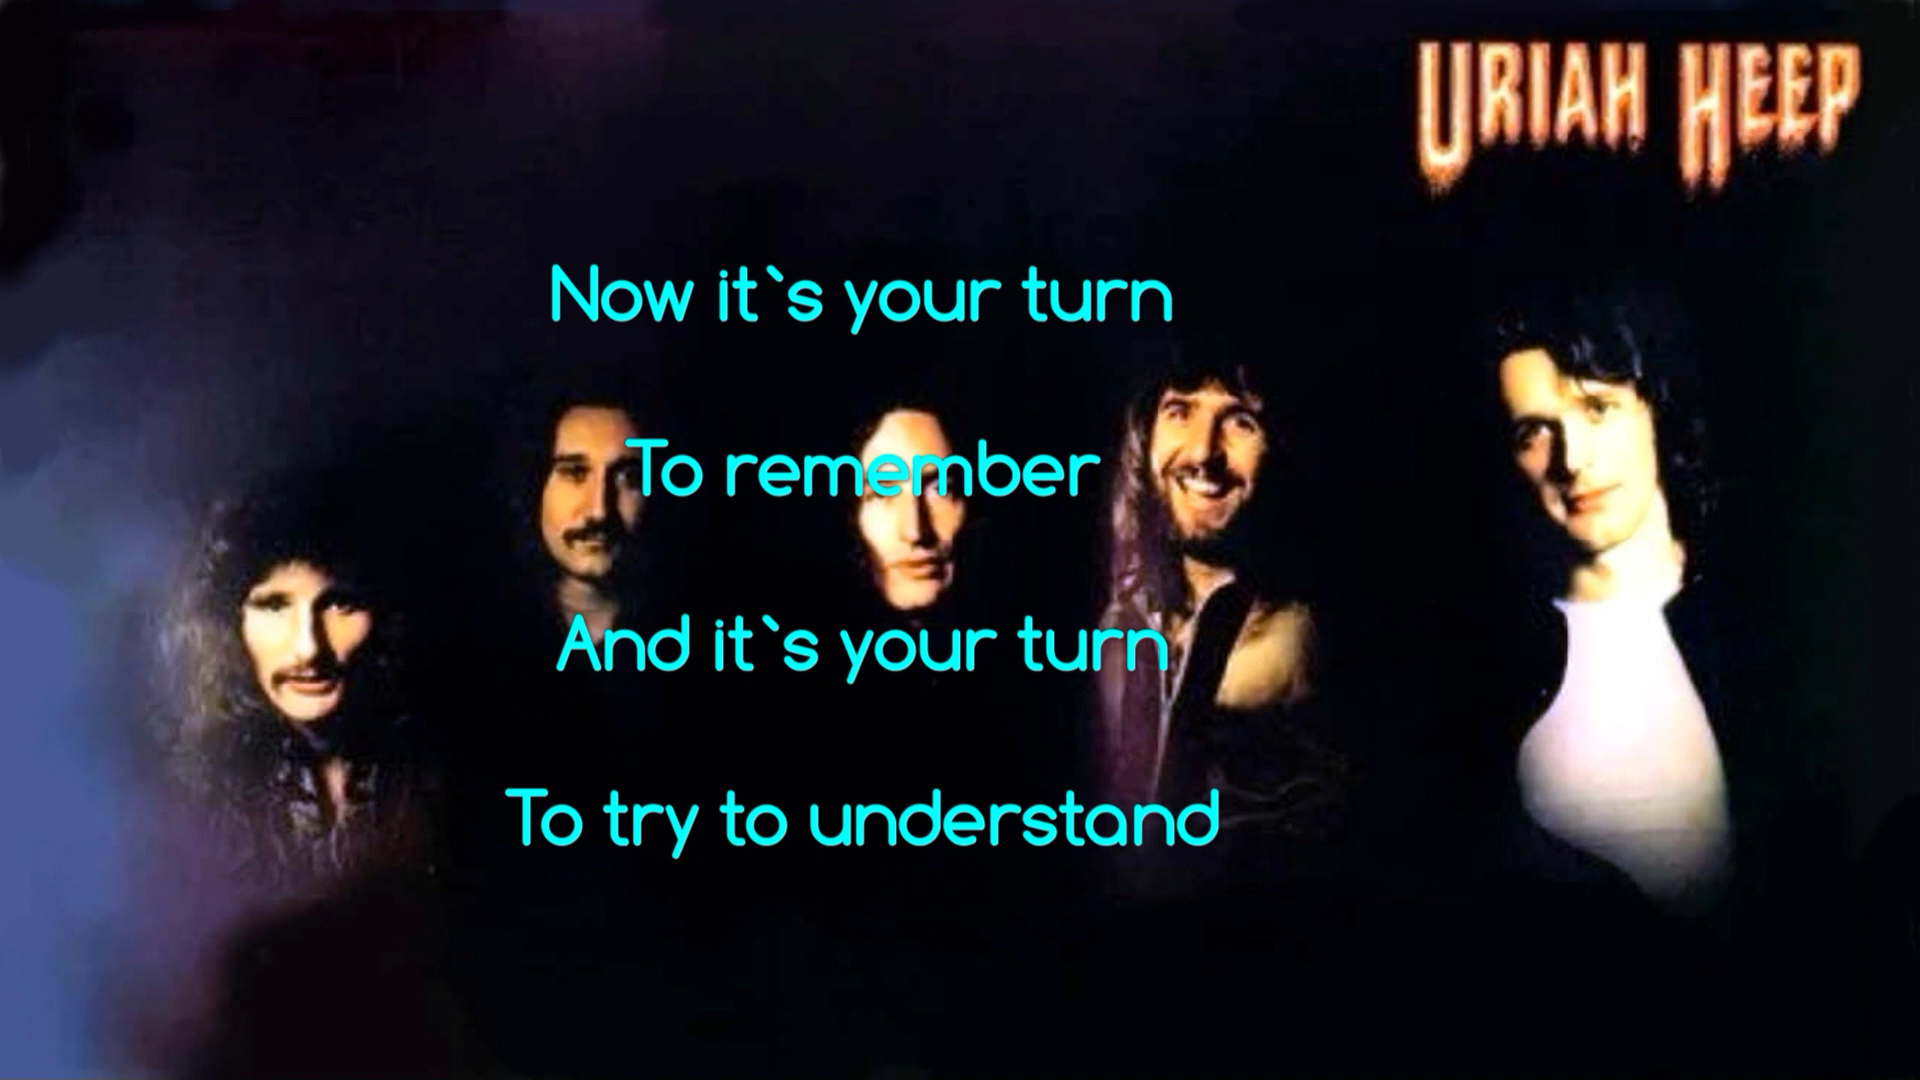 URIAH HEEP
Now it`s your turn
To remember
And it`s your turn
To try to understand